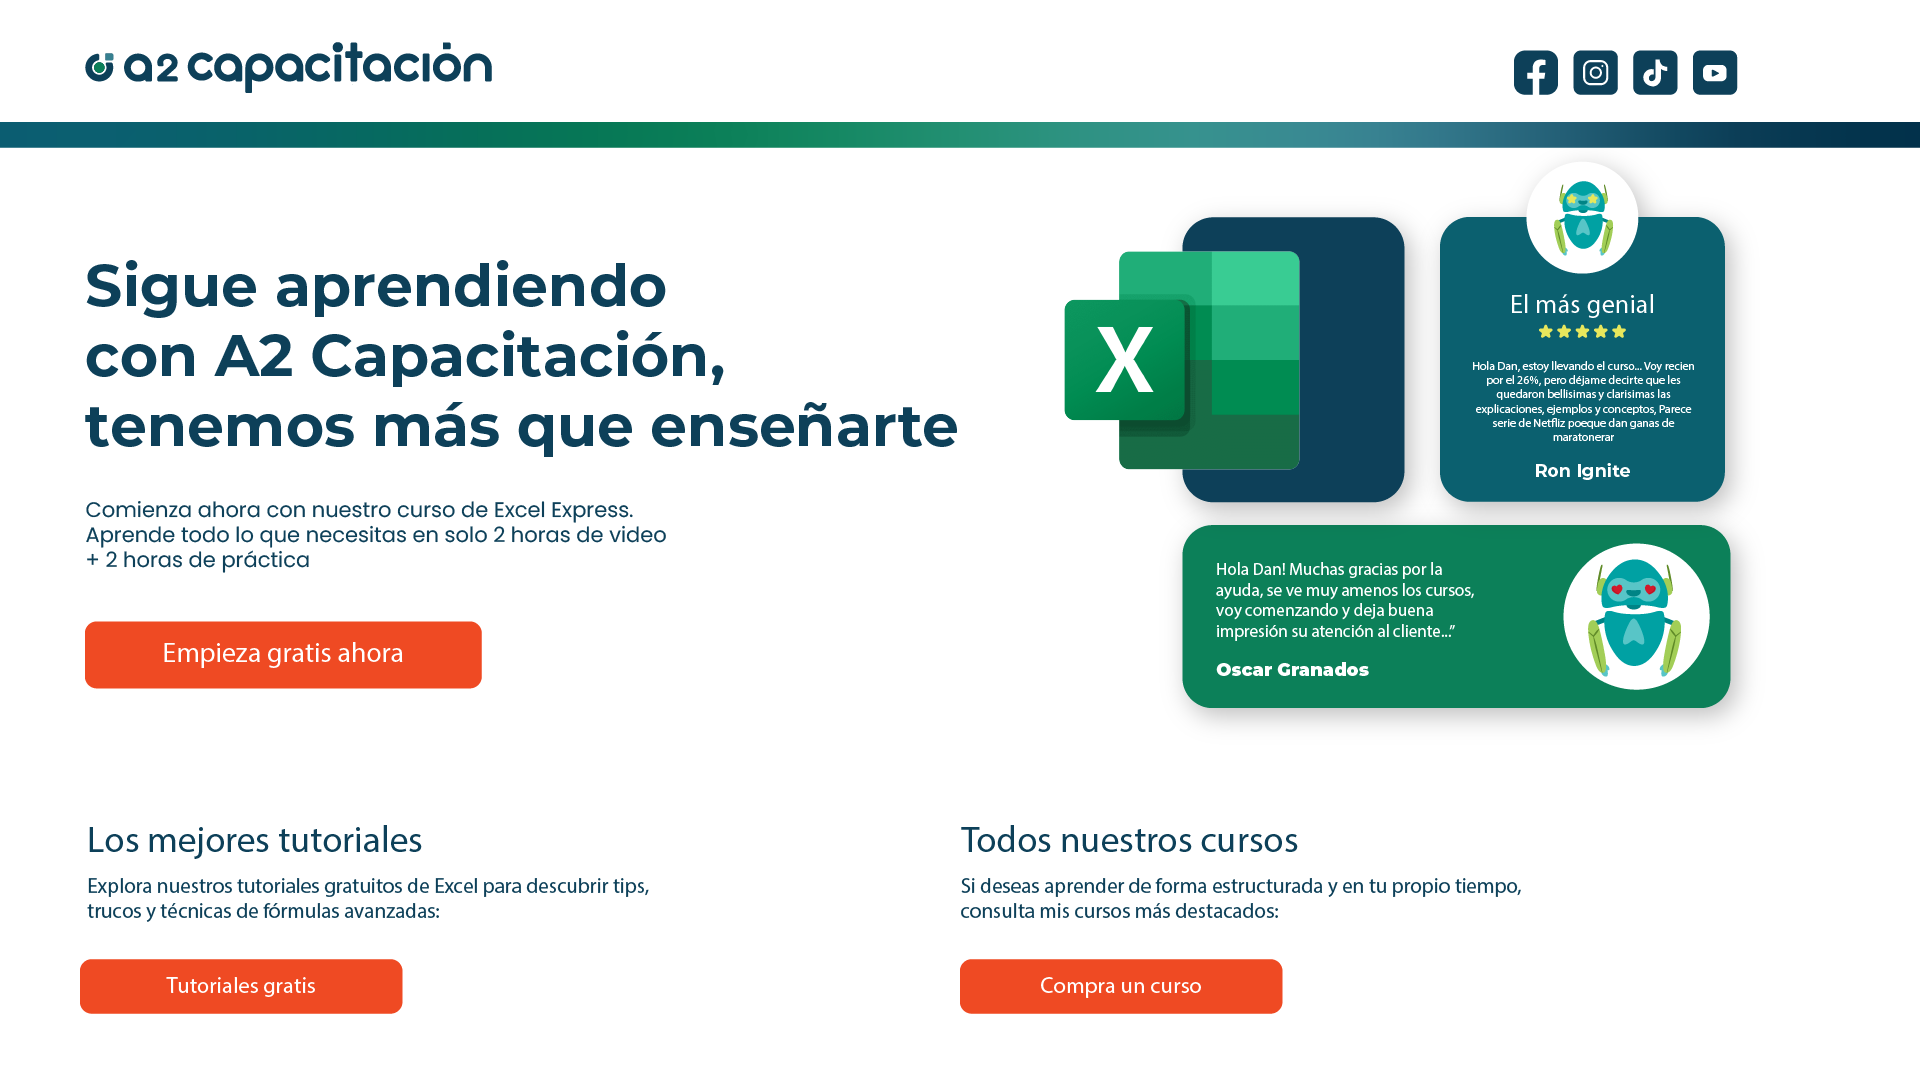 a2 capacitación
Sigue aprendiendo
con A2 Capacitación,
tenemos más que enseñarte
Comienza ahora con nuestro curso de Excel Express.
Aprende todo lo que necesitas en solo 2 horas de video
+ 2 horas de práctica
Empieza gratis ahora
X
El más genial
Hola Dan, estoy llevando el curso... Voy recien
por el 26%, pero déjame decirte que les
quedaron bellisimas y clarisimas las
explicaciones, ejemplos y conceptos, Parece
serie de Netfliz poeque dan ganas de
maratonerar
Ron Ignite
Hola Dan! Muchas gracias por la
ayuda, se ve muy amenos los cursos,
voy comenzando y deja buena
impresión su atención al cliente..."
Oscar Granados
Los mejores tutoriales
Explora nuestros tutoriales gratuitos de Excel para descubrir tips,
trucos y técnicas de fórmulas avanzadas:
Tutoriales gratis
Todos nuestros cursos
Si deseas aprender de forma estructurada y en tu propio tiempo,
consulta mis cursos más destacados:
Compra un curso